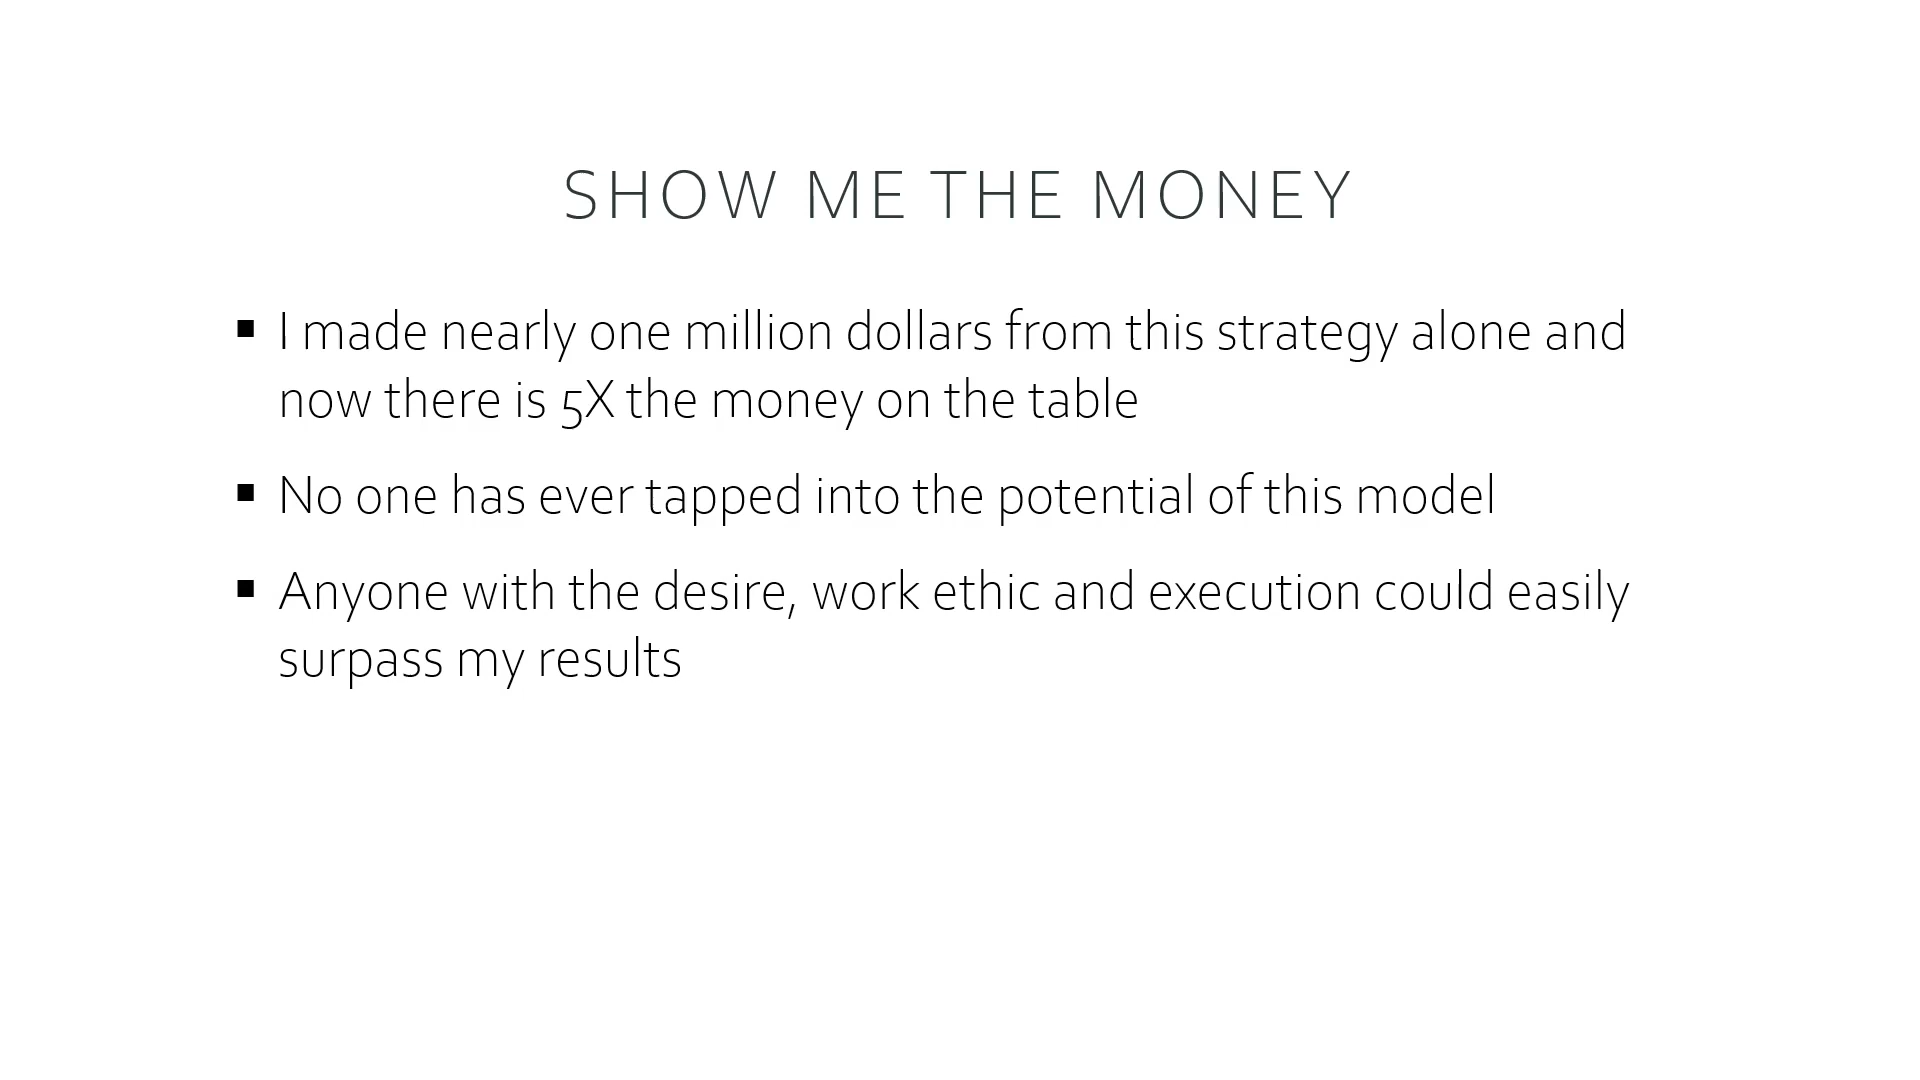 SHOW ME THE MONEY
▪ I made nearly one million dollars from this strategy alone and
now there is 5X the money on the table
▪ No one has ever tapped into the potential of this model
▪ Anyone with the desire, work ethic and execution could easily
surpass my results